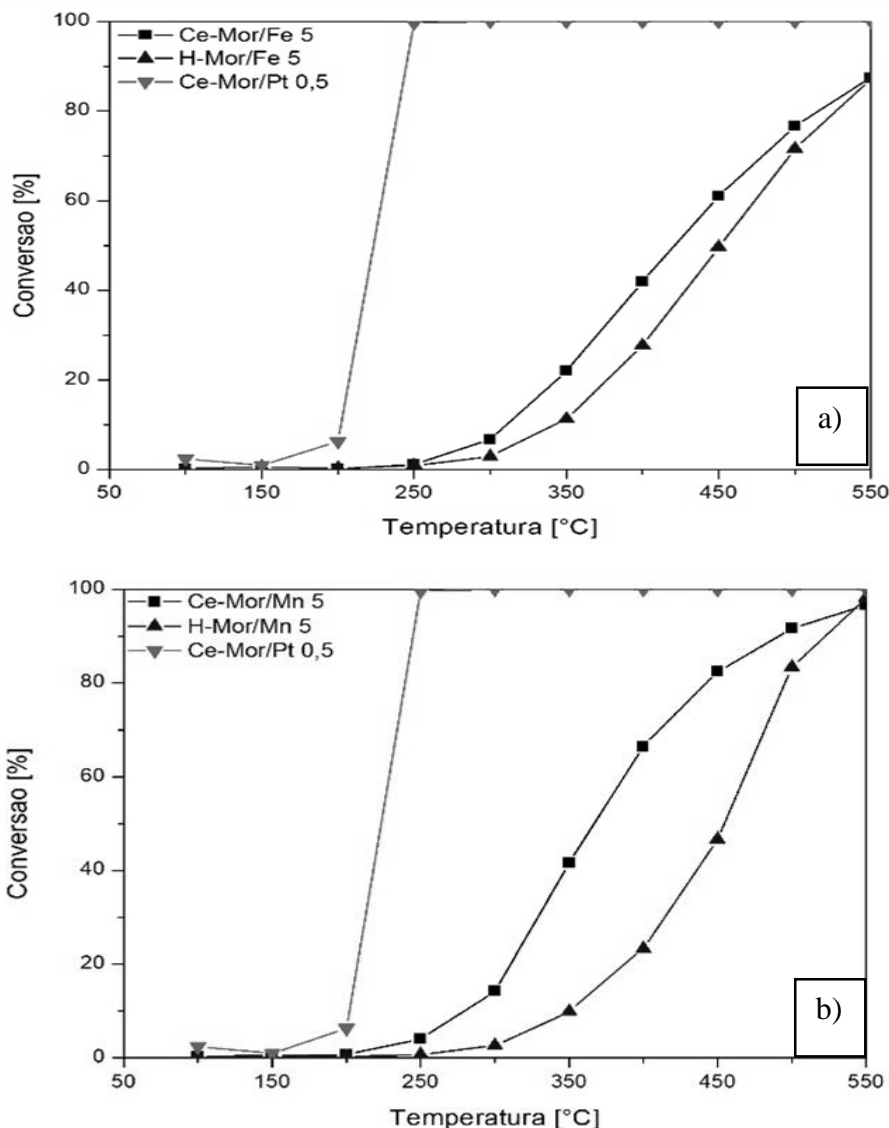 100
80
60
40
20
0
Conversao [%]
Ce-Mor/Fe 5
H-Mor/Fe 5
Ce-Mor/Pt 0,5
a)
50 150 250 350 450 550
Temperatura [°C]
100
80
60
40
20
0
Conversao [%]
Ce-Mor/Mn 5
H-Mor/Mn 5
Ce-Mor/Pt 0,5
b)
50 150 250 350 450 550
Temperatura [°C]